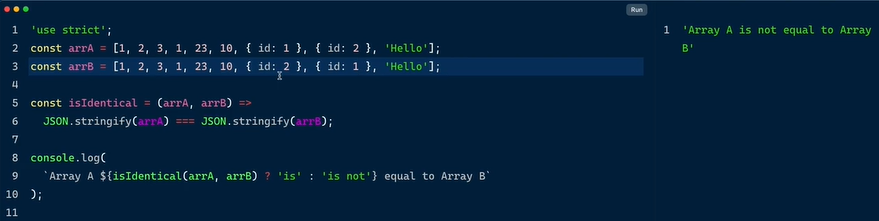 Run
1 'use strict';
2 const arrA = [1, 2, 3, 1, 23, 10, { id: 1 }, { id: 2 }, 'Hello'];
3 const arrB = [1, 2, 3, 1, 23, 10, { id: 2 }, { id: 1 }, 'Hello'];
4
5 const isIdentical = (arrA, arrB) =>
6 JSON.stringify(arrA) === JSON.stringify(arrB);
7
8 console.log(
9 `Array A ${isIdentical(arrA, arrB) ? 'is' : 'is not'} equal to Array B`
10 );
11
1 'Array A is not equal to Array
B'